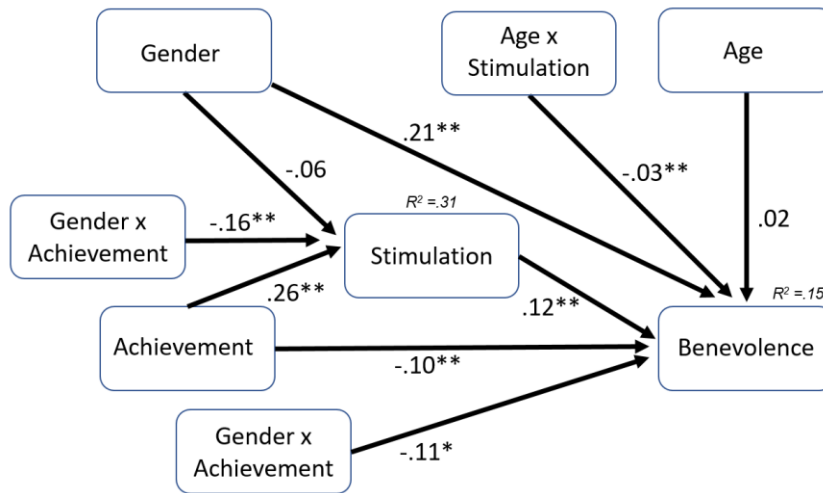 Gender
Age x
Stimulation
Age
.21**
-.06
-.03**
Gender x
Achievement
-.16**
R² =.31
Stimulation
.02
.26**
.12**
R² =.15
Achievement
-.10**
Benevolence
Gender x
Achievement
-.11*